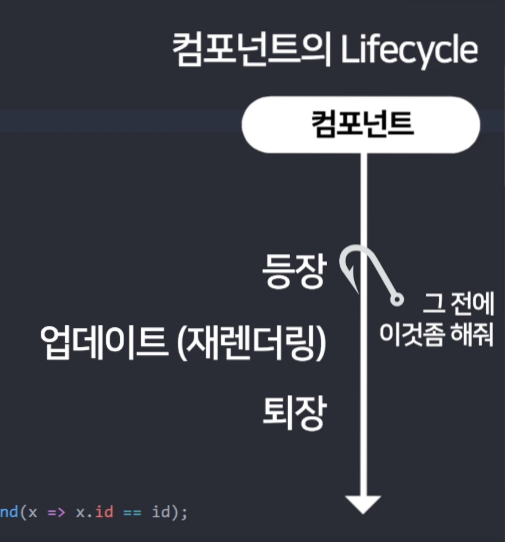 컴포넌트의 Lifecycle
컴포넌트
등장
그 전에
이것좀 해줘
업데이트 (재렌더링)
퇴장
nd(x => x.id == id);